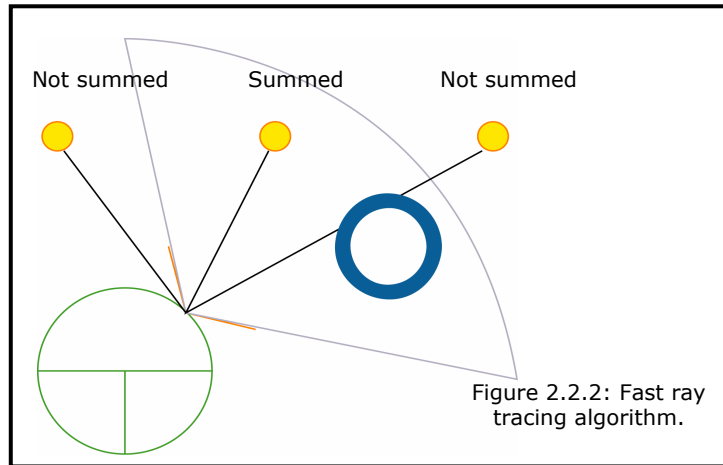 Not summed
Summed
Not summed
Figure 2.2.2: Fast ray
tracing algorithm.